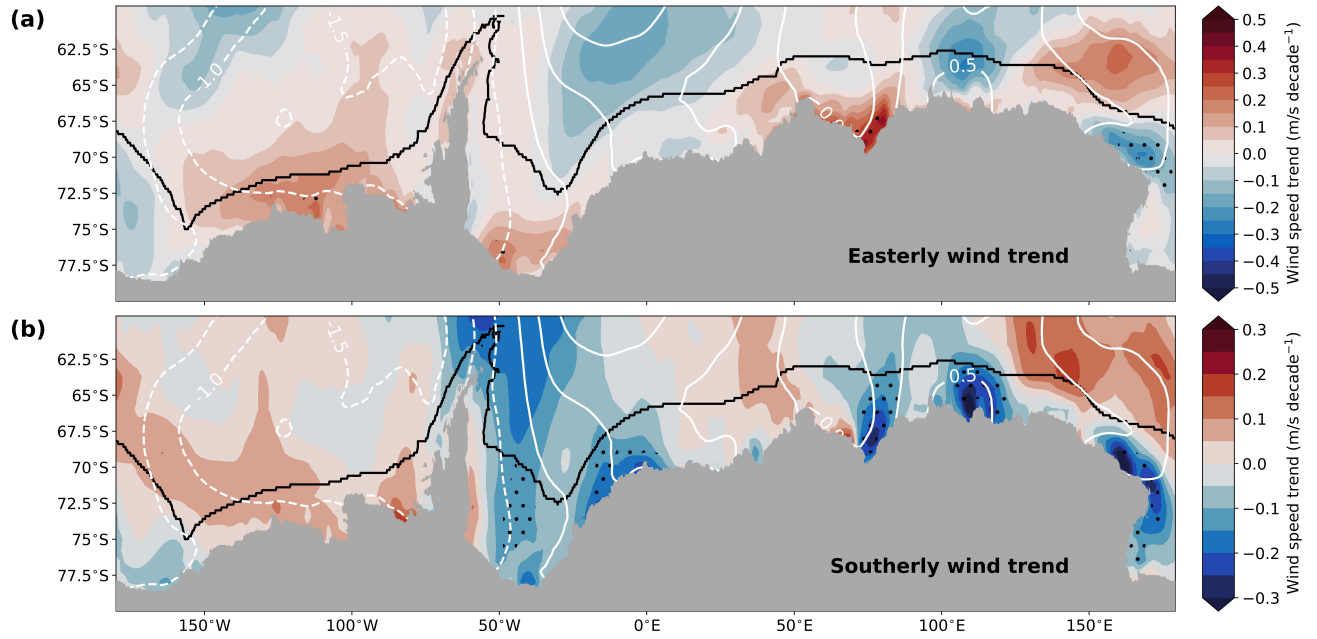 (a)
62.5°S
65°S
67.5°S
70°S
72.5°S
75°S
77.5°S
1.0
1.5
0.5
Easterly wind trend
0.5
0.4
0.3
0.2
0.1
0.0
−0.1
−0.2
−0.3
−0.4
−0.5
Wind speed trend (m/s decade⁻¹)
(b)
62.5°S
65°S
67.5°S
70°S
72.5°S
75°S
77.5°S
1.0
1.5
0.5
Southerly wind trend
150°W
100°W
50°W
0°E
50°E
100°E
150°E
0.3
0.2
0.1
0.0
−0.1
−0.2
−0.3
Wind speed trend (m/s decade⁻¹)